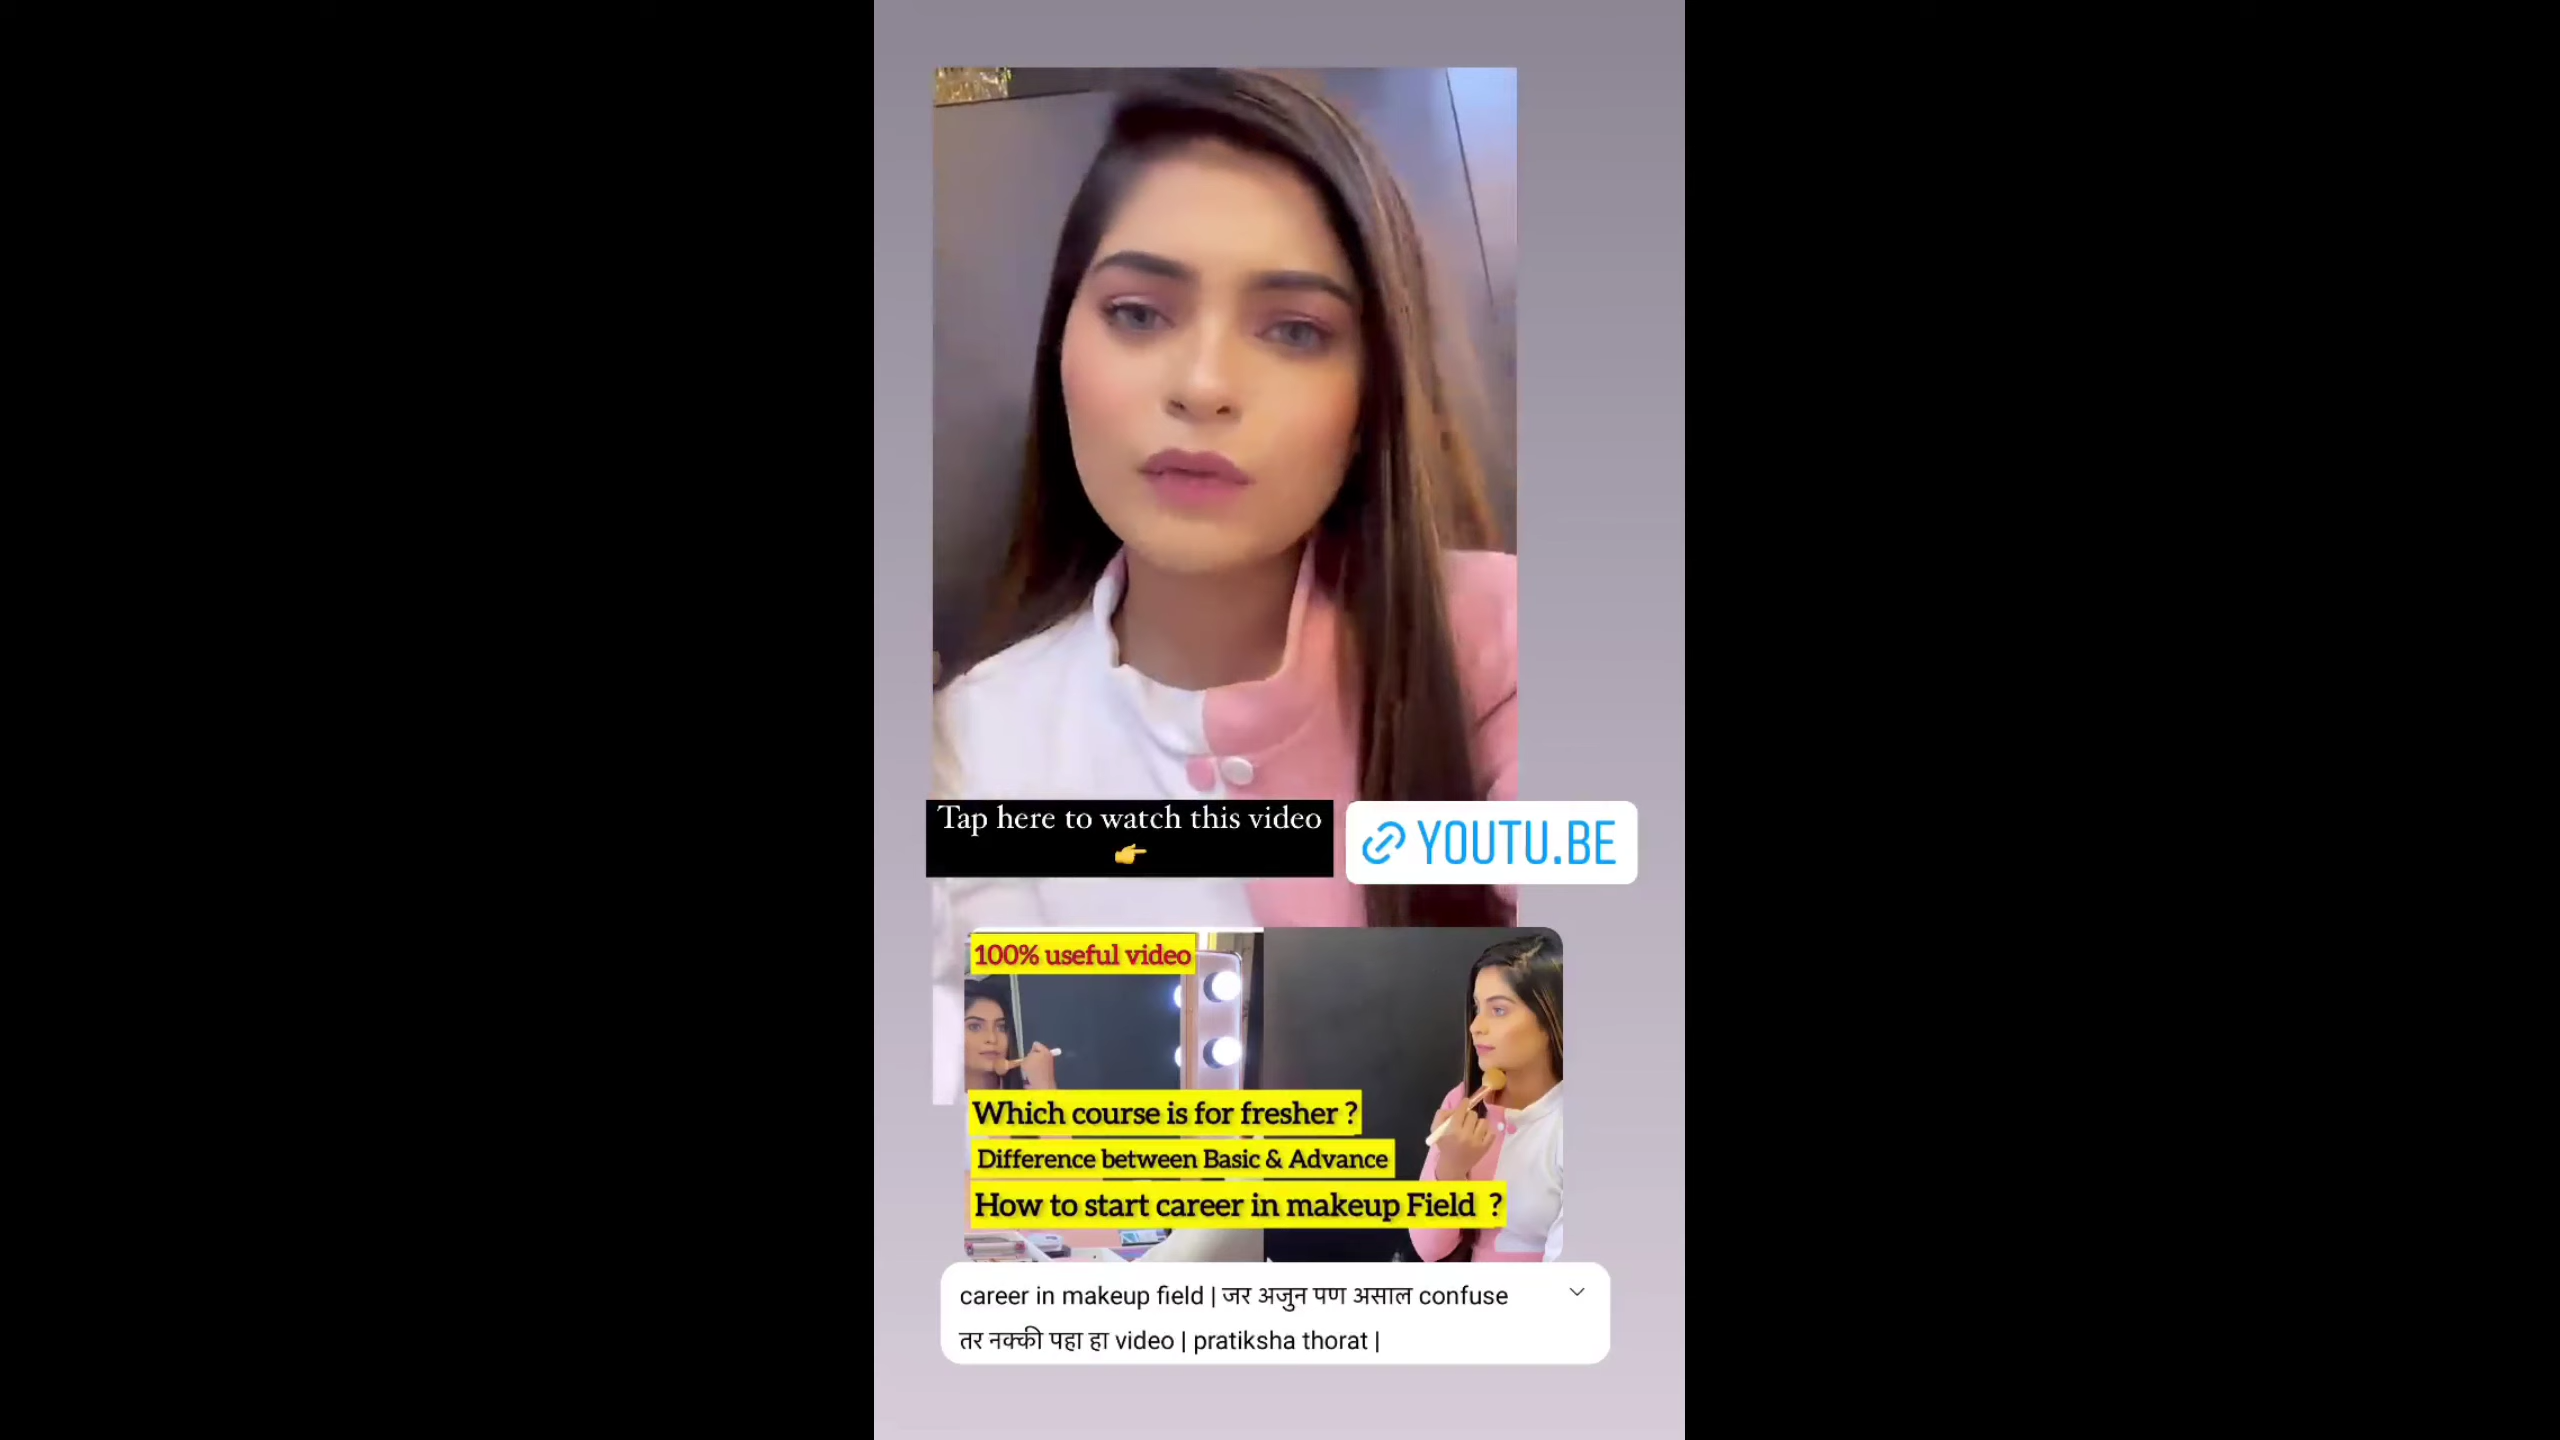 Tap here to watch this video
👉
YOUTU.BE
100% useful video
Which course is for fresher ?
Difference between Basic & Advance
How to start career in makeup Field ?
career in makeup field | जर अजुन पण असाल confuse
तर नक्की पहा हा video | pratiksha thorat |